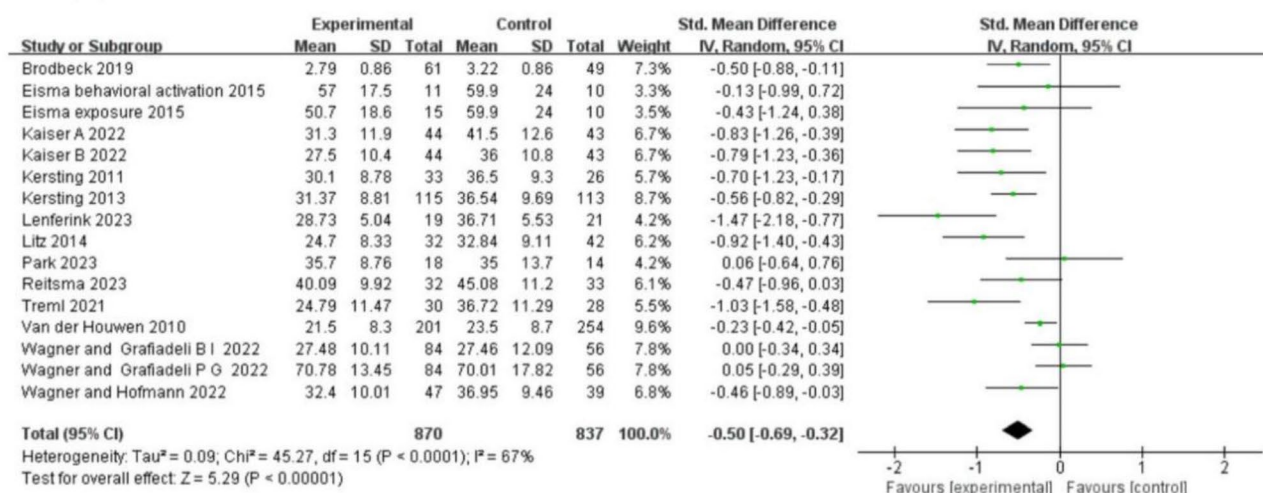 Experimental Control Std. Mean Difference Std. Mean Difference
Study or Subgroup Mean SD Total Mean SD Total Weight IV, Random, 95% CI IV, Random, 95% CI
Brodbeck 2019 2.79 0.86 61 3.22 0.86 49 7.3% -0.50 [-0.88, -0.11]
Eisma behavioral activation 2015 57 17.5 11 59.9 24 10 3.3% -0.13 [-0.99, 0.72]
Eisma exposure 2015 50.7 18.6 15 59.9 24 10 3.5% -0.43 [-1.24, 0.38]
Kaiser A 2022 31.3 11.9 44 41.5 12.6 43 6.7% -0.83 [-1.26, -0.39]
Kaiser B 2022 27.5 10.4 44 36 10.8 43 6.7% -0.79 [-1.23, -0.36]
Kersting 2011 30.1 8.78 33 36.5 9.3 26 5.7% -0.70 [-1.23, -0.17]
Kersting 2013 31.37 8.81 115 36.54 9.69 113 8.7% -0.56 [-0.82, -0.29]
Lenferink 2023 28.73 5.04 19 36.71 5.53 21 4.2% -1.47 [-2.18, -0.77]
Litz 2014 24.7 8.33 32 32.84 9.11 42 6.2% -0.92 [-1.40, -0.43]
Park 2023 35.7 8.76 18 35 13.7 14 4.2% 0.06 [-0.64, 0.76]
Reitsma 2023 40.09 9.92 32 45.08 11.2 33 6.1% -0.47 [-0.96, 0.03]
Treml 2021 24.79 11.47 30 36.72 11.29 28 5.5% -1.03 [-1.58, -0.48]
Van der Houwen 2010 21.5 8.3 201 23.5 8.7 254 9.6% -0.23 [-0.42, -0.05]
Wagner and Grafiadeli B I 2022 27.48 10.11 84 27.46 12.09 56 7.8% 0.00 [-0.34, 0.34]
Wagner and Grafiadeli P G 2022 70.78 13.45 84 70.01 17.82 56 7.8% 0.05 [-0.29, 0.39]
Wagner and Hofmann 2022 32.4 10.01 47 36.95 9.46 39 6.8% -0.46 [-0.89, -0.03]
Total (95% CI) 870 837 100.0% -0.50 [-0.69, -0.32]
Heterogeneity: Tau² = 0.09; Chi² = 45.27, df = 15 (P < 0.0001); I² = 67%
Test for overall effect: Z = 5.29 (P < 0.00001)
-2 -1 0 1 2
Favours [experimental] Favours [control]